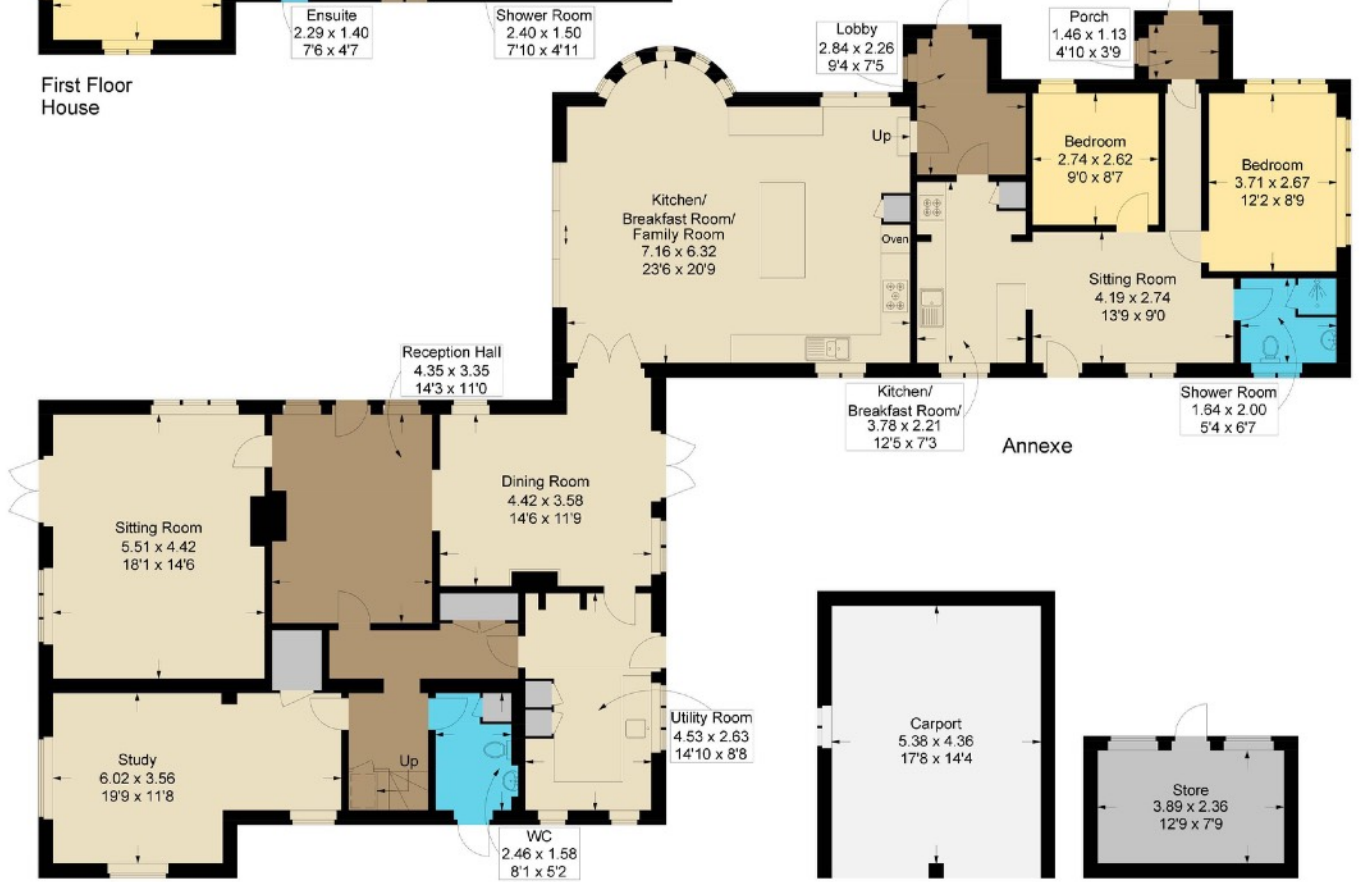 Ensuite
2.29 x 1.40
7'6 x 4'7
Shower Room
2.40 x 1.50
7'10 x 4'11
First Floor
House
Lobby
2.84 x 2.26
9'4 x 7'5
Porch
1.46 x 1.13
4'10 x 3'9
Up
Bedroom
2.74 x 2.62
9'0 x 8'7
Bedroom
3.71 x 2.67
12'2 x 8'9
Kitchen/
Breakfast Room/
Family Room
7.16 x 6.32
23'6 x 20'9
Oven
Sitting Room
4.19 x 2.74
13'9 x 9'0
Reception Hall
4.35 x 3.35
14'3 x 11'0
Kitchen/
Breakfast Room/
3.78 x 2.21
12'5 x 7'3
Shower Room
1.64 x 2.00
5'4 x 6'7
Annexe
Dining Room
4.42 x 3.58
14'6 x 11'9
Sitting Room
5.51 x 4.42
18'1 x 14'6
Utility Room
4.53 x 2.63
14'10 x 8'8
Carport
5.38 x 4.36
17'8 x 14'4
Study
6.02 x 3.56
19'9 x 11'8
Up
Store
3.89 x 2.36
12'9 x 7'9
WC
2.46 x 1.58
8'1 x 5'2